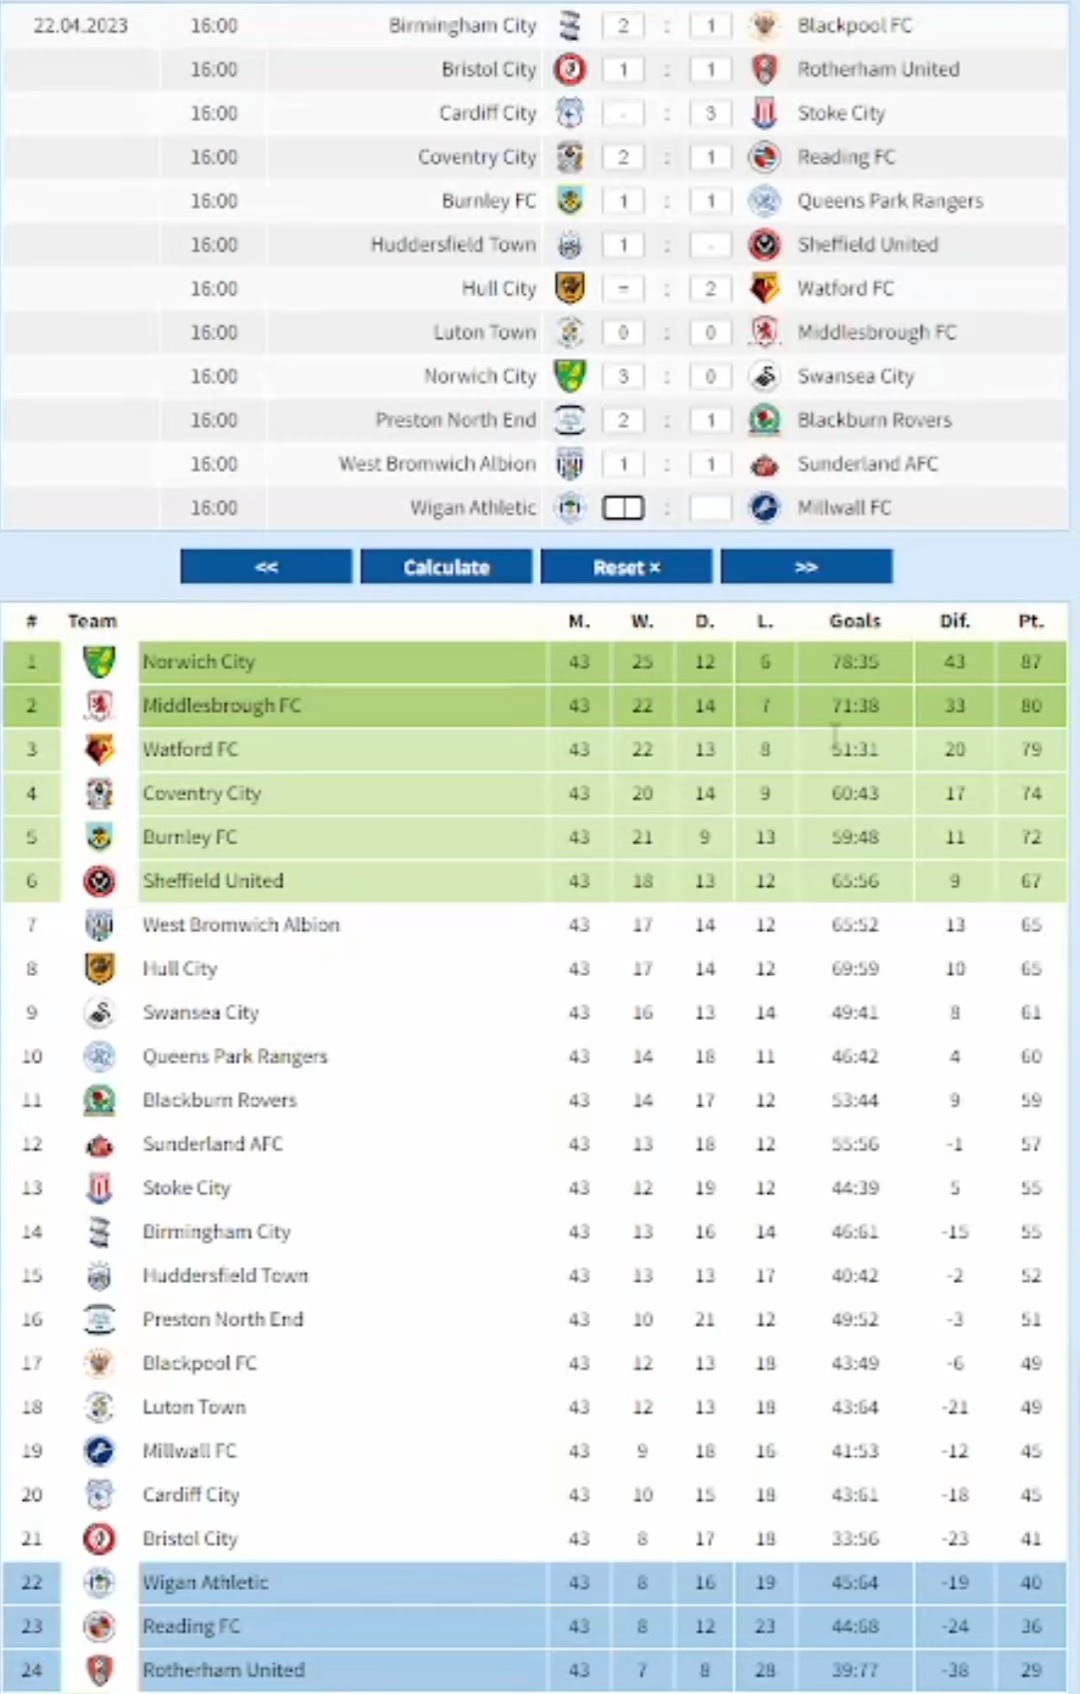 22.04.2023 16:00 Birmingham City 2 : 1 Blackpool FC
16:00 Bristol City 1 : 1 Rotherham United
16:00 Cardiff City - : 3 Stoke City
16:00 Coventry City 2 : 1 Reading FC
16:00 Burnley FC 1 : 1 Queens Park Rangers
16:00 Huddersfield Town 1 : - Sheffield United
16:00 Hull City = : 2 Watford FC
16:00 Luton Town 0 : 0 Middlesbrough FC
16:00 Norwich City 3 : 0 Swansea City
16:00 Preston North End 2 : 1 Blackburn Rovers
16:00 West Bromwich Albion 1 : 1 Sunderland AFC
16:00 Wigan Athletic : Millwall FC
<< Calculate Reset × >>
# Team M. W. D. L. Goals Dif. Pt.
1 Norwich City 43 25 12 6 78:35 43 87
2 Middlesbrough FC 43 22 14 7 71:38 33 80
3 Watford FC 43 22 13 8 51:31 20 79
4 Coventry City 43 20 14 9 60:43 17 74
5 Burnley FC 43 21 9 13 59:48 11 72
6 Sheffield United 43 18 13 12 65:56 9 67
7 West Bromwich Albion 43 17 14 12 65:52 13 65
8 Hull City 43 17 14 12 69:59 10 65
9 Swansea City 43 16 13 14 49:41 8 61
10 Queens Park Rangers 43 14 18 11 46:42 4 60
11 Blackburn Rovers 43 14 17 12 53:44 9 59
12 Sunderland AFC 43 13 18 12 55:56 -1 57
13 Stoke City 43 12 19 12 44:39 5 55
14 Birmingham City 43 13 16 14 46:61 -15 55
15 Huddersfield Town 43 13 13 17 40:42 -2 52
16 Preston North End 43 10 21 12 49:52 -3 51
17 Blackpool FC 43 12 13 18 43:49 -6 49
18 Luton Town 43 12 13 18 43:64 -21 49
19 Millwall FC 43 9 18 16 41:53 -12 45
20 Cardiff City 43 10 15 18 43:61 -18 45
21 Bristol City 43 8 17 18 33:56 -23 41
22 Wigan Athletic 43 8 16 19 45:64 -19 40
23 Reading FC 43 8 12 23 44:68 -24 36
24 Rotherham United 43 7 8 28 39:77 -38 29